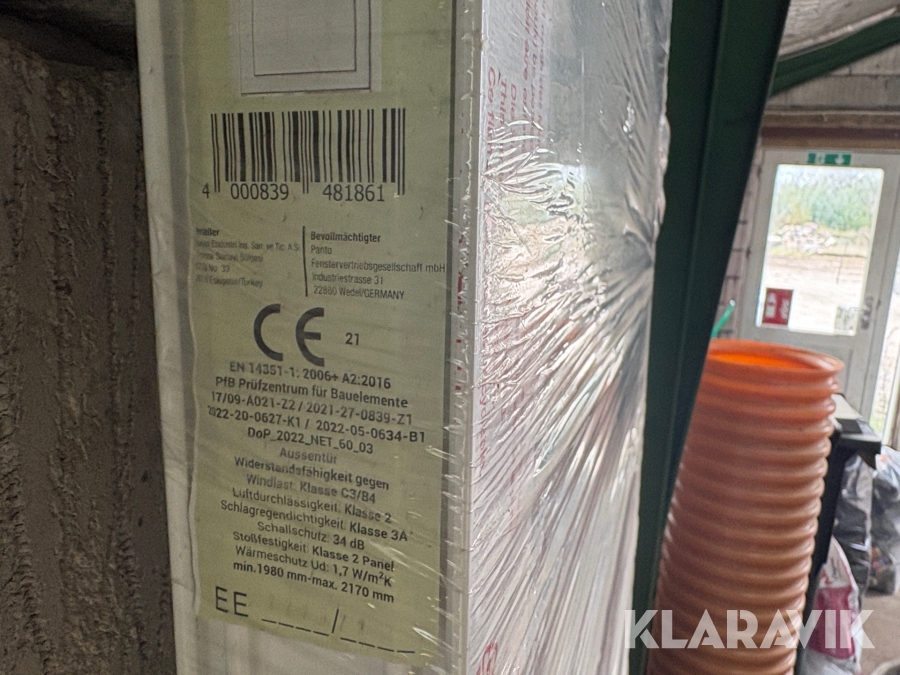 4 000839 481861
Bevollmächtigter
Panto
Fenstervertriebsgesellschaft mbH
Industriestrasse 31
22880 Wedel/GERMANY
CE 21
EN 14351-1: 2006+ A2:2016
PfB Prüfzentrum für Bauelemente
17/09-A021-Z2 / 2021-27-0839-Z1
2022-20-0627-K1 / 2022-05-0634-B1
DoP_2022_NET_60_03
Aussentür
Widerstandsfähigkeit gegen
Windlast: Klasse C3/B4
Luftdurchlässigkeit: Klasse 2
Schlagregendichtigkeit: Klasse 3A
Schallschutz: 34 dB
Stoßfestigkeit: Klasse 2 Panel
Wärmeschutz Ud: 1,7 W/m²K
min.1980 mm-max. 2170 mm
EE ____/____
KLARAVIK